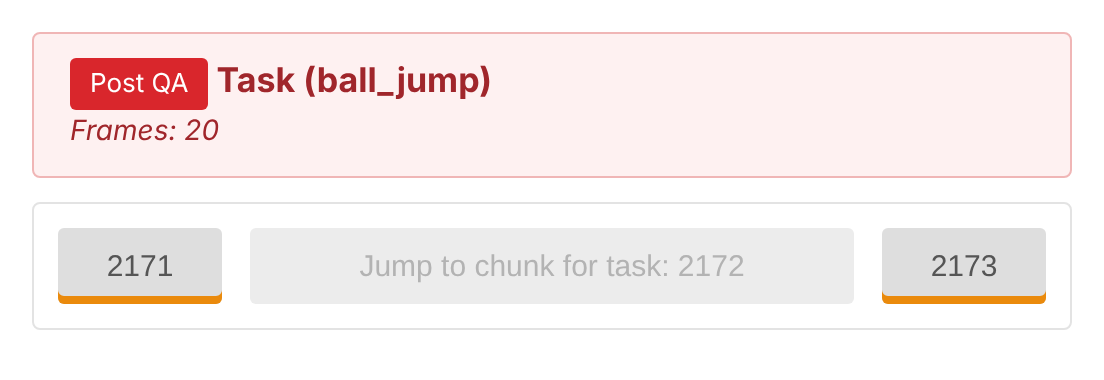 Post QA Task (ball_jump)
Frames: 20
2171 Jump to chunk for task: 2172 2173